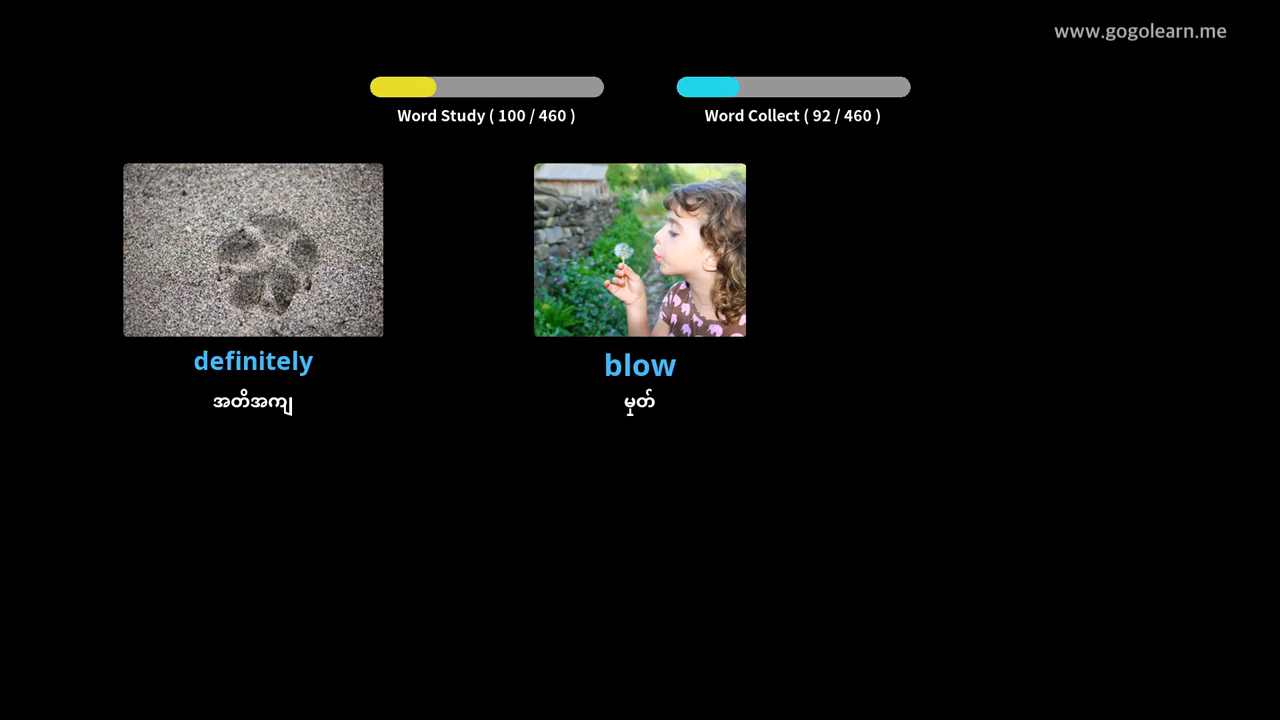 www.gogolearn.me
Word Study ( 100 / 460 )
Word Collect ( 92 / 460 )
definitely
အတိအကျ
blow
မှုတ်